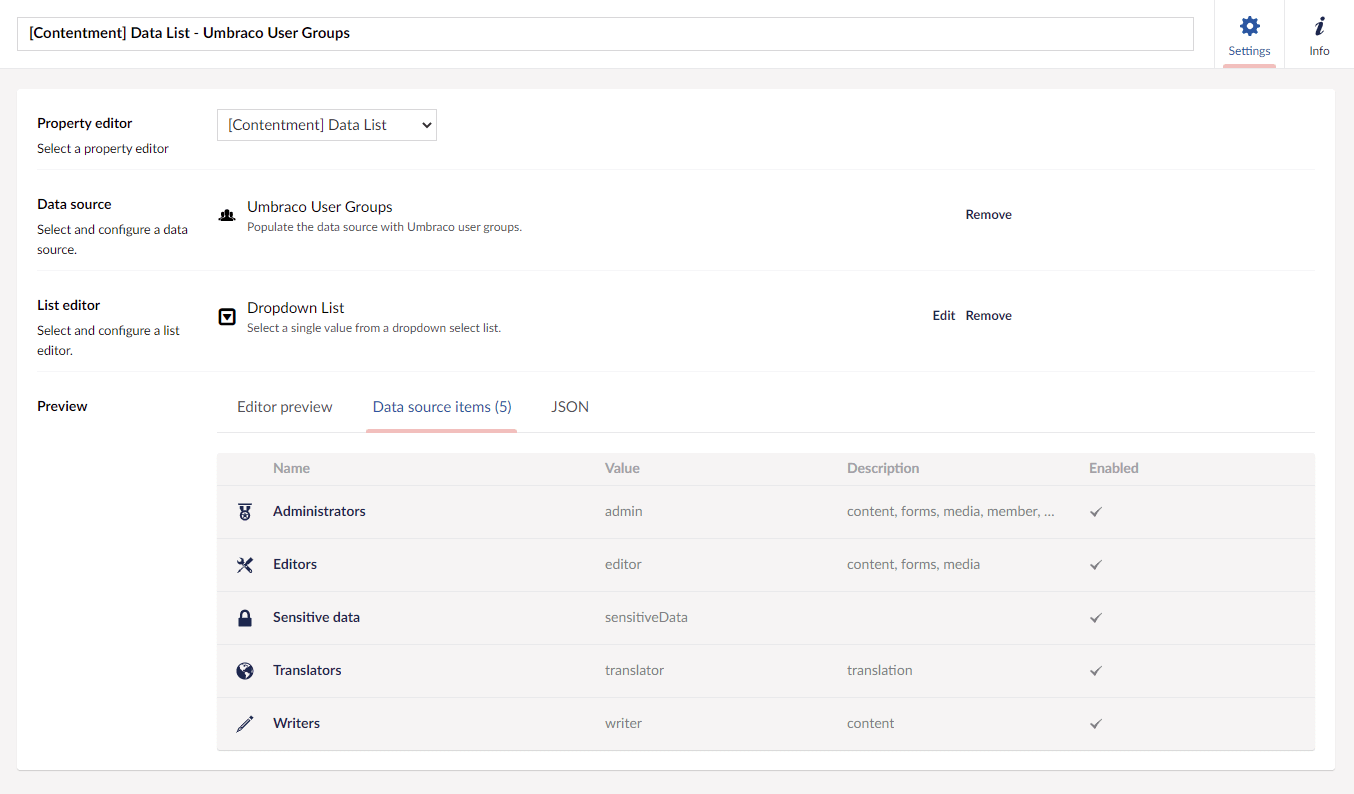 [Contentment] Data List - Umbraco User Groups
Settings
Info
Property editor
Select a property editor
[Contentment] Data List
Data source
Select and configure a data
source.
Umbraco User Groups
Populate the data source with Umbraco user groups.
Remove
List editor
Select and configure a list
editor.
Dropdown List
Select a single value from a dropdown select list.
Edit Remove
Preview
Editor preview Data source items (5) JSON
Name Value Description Enabled
Administrators admin content, forms, media, member, ...
Editors editor content, forms, media
Sensitive data sensitiveData
Translators translator translation
Writers writer content